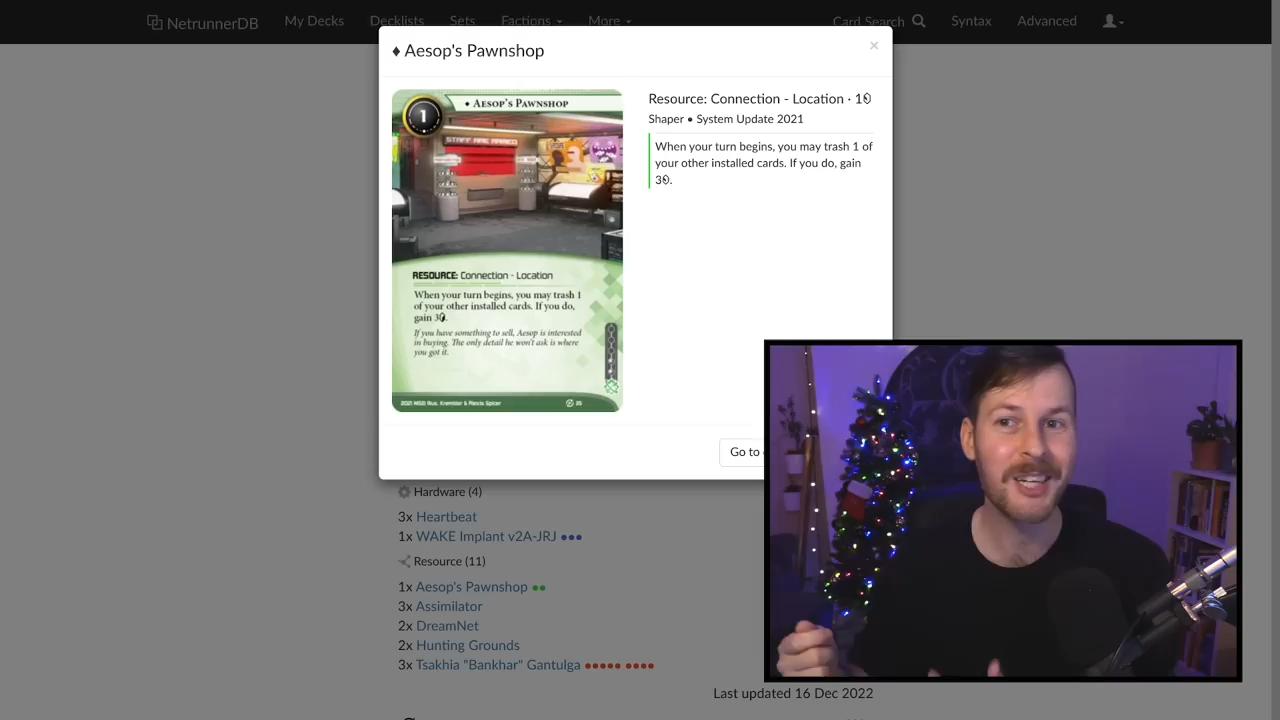 NetrunnerDB
My Decks
Decklists
Sets
Factions
More
Card Search
Syntax
Advanced
♦ Aesop's Pawnshop
×
1
♦ Aesop's Pawnshop
RESOURCE: Connection - Location
When your turn begins, you may trash 1
of your other installed cards. If you do,
gain 3
If you have something to sell, Aesop is interested
in buying. The only detail he won't ask is where
you got it.
Resource: Connection - Location · 1
Shaper • System Update 2021
When your turn begins, you may trash 1 of
your other installed cards. If you do, gain
3.
Go to
Hardware (4)
3x Heartbeat
1x WAKE Implant v2A-JRJ •••
Resource (11)
1x Aesop's Pawnshop ••
3x Assimilator
2x DreamNet
2x Hunting Grounds
3x Tsakhia "Bankhar" Gantulga ••••• ••••
Last updated 16 Dec 2022